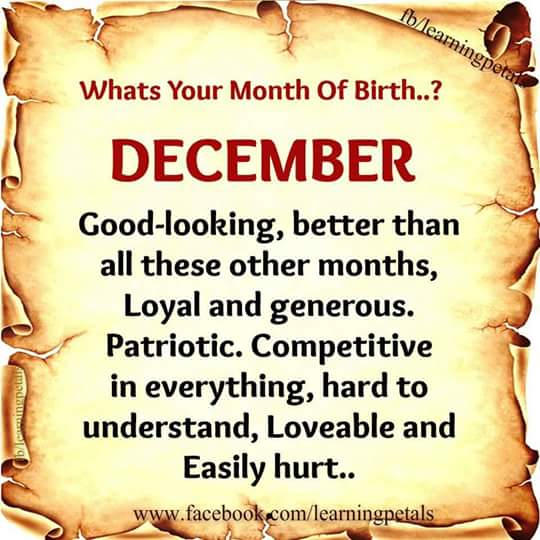 fb/learningpetals
Whats Your Month Of Birth..?
DECEMBER
Good-looking, better than
all these other months,
Loyal and generous.
Patriotic. Competitive
in everything, hard to
understand, Loveable and
Easily hurt..
fb/learningpetals
www.facebook.com/learningpetals